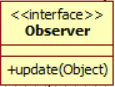 <<interface>>
Observer
+update(Object)